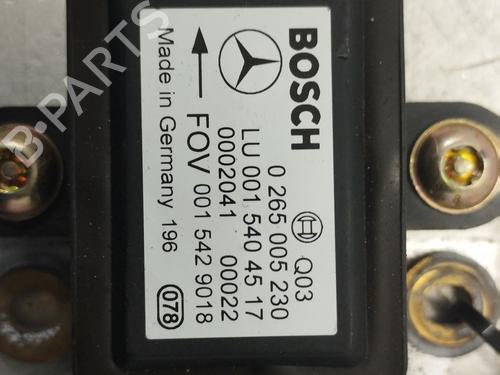 BOSCH
0 265 005 230 Q03
LU 001 540 45 17
0002041 00022
FOV 001 542 9018
Made in Germany 196
078
B-PARTS